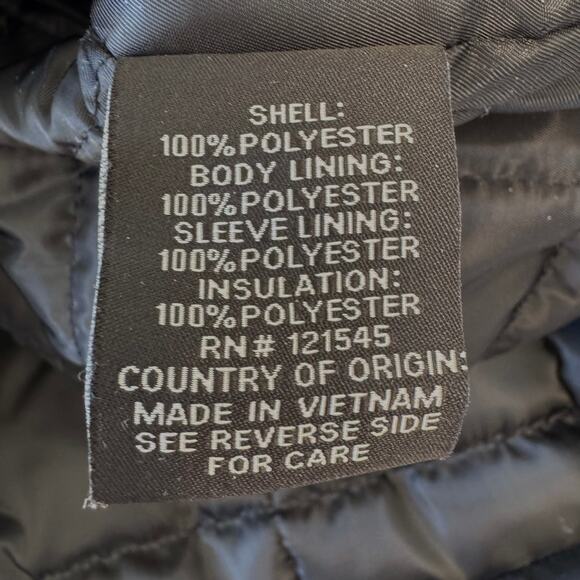 SHELL:
100% POLYESTER
BODY LINING:
100% POLYESTER
SLEEVE LINING:
100% POLYESTER
INSULATION:
100% POLYESTER
RN# 121545
COUNTRY OF ORIGIN:
MADE IN VIETNAM
SEE REVERSE SIDE
FOR CARE